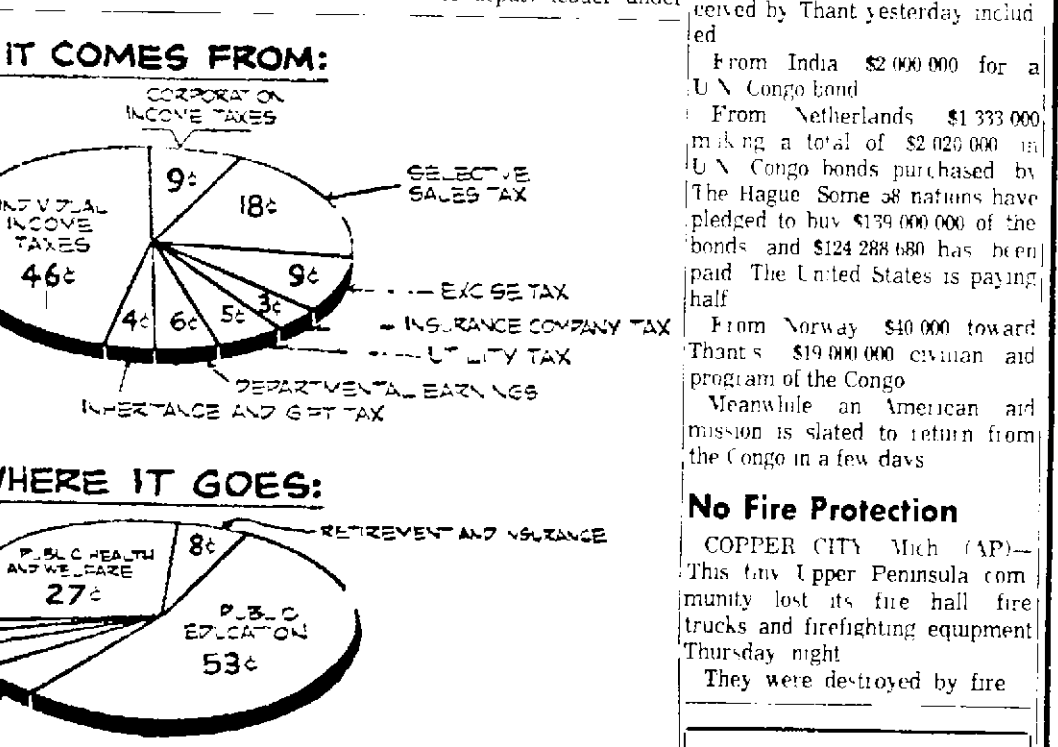 IT COMES FROM:
CORPORATION
INCOME TAXES
9¢
SELECTIVE
SALES TAX
18¢
INDIVIDUAL
INCOME
TAXES
46¢
9¢
EXCISE TAX
3¢
INSURANCE COMPANY TAX
5¢
UTILITY TAX
6¢
DEPARTMENTAL EARNINGS
4¢
INHERITANCE AND GIFT TAX
WHERE IT GOES:
RETIREMENT AND INSURANCE
8¢
PUBLIC HEALTH
AND WELFARE
27¢
PUBLIC
EDUCATION
53¢
under
ceived by Thant yesterday includ
ed
From India $2 000 000 for a
U N Congo bond
From Netherlands $1 333 000
making a total of $2 020 000 in
U N Congo bonds purchased by
The Hague Some 58 nations have
pledged to buy $139 000 000 of the
bonds and $124 288 680 has been
paid The United States is paying
half
From Norway $40 000 toward
Thant s $19 000 000 civilian aid
program of the Congo
Meanwhile an American aid
mission is slated to return from
the Congo in a few days
No Fire Protection
COPPER CITY Mich (AP)—
This tiny Upper Peninsula com
munity lost its fire hall fire
trucks and firefighting equipment
Thursday night
They were destroyed by fire